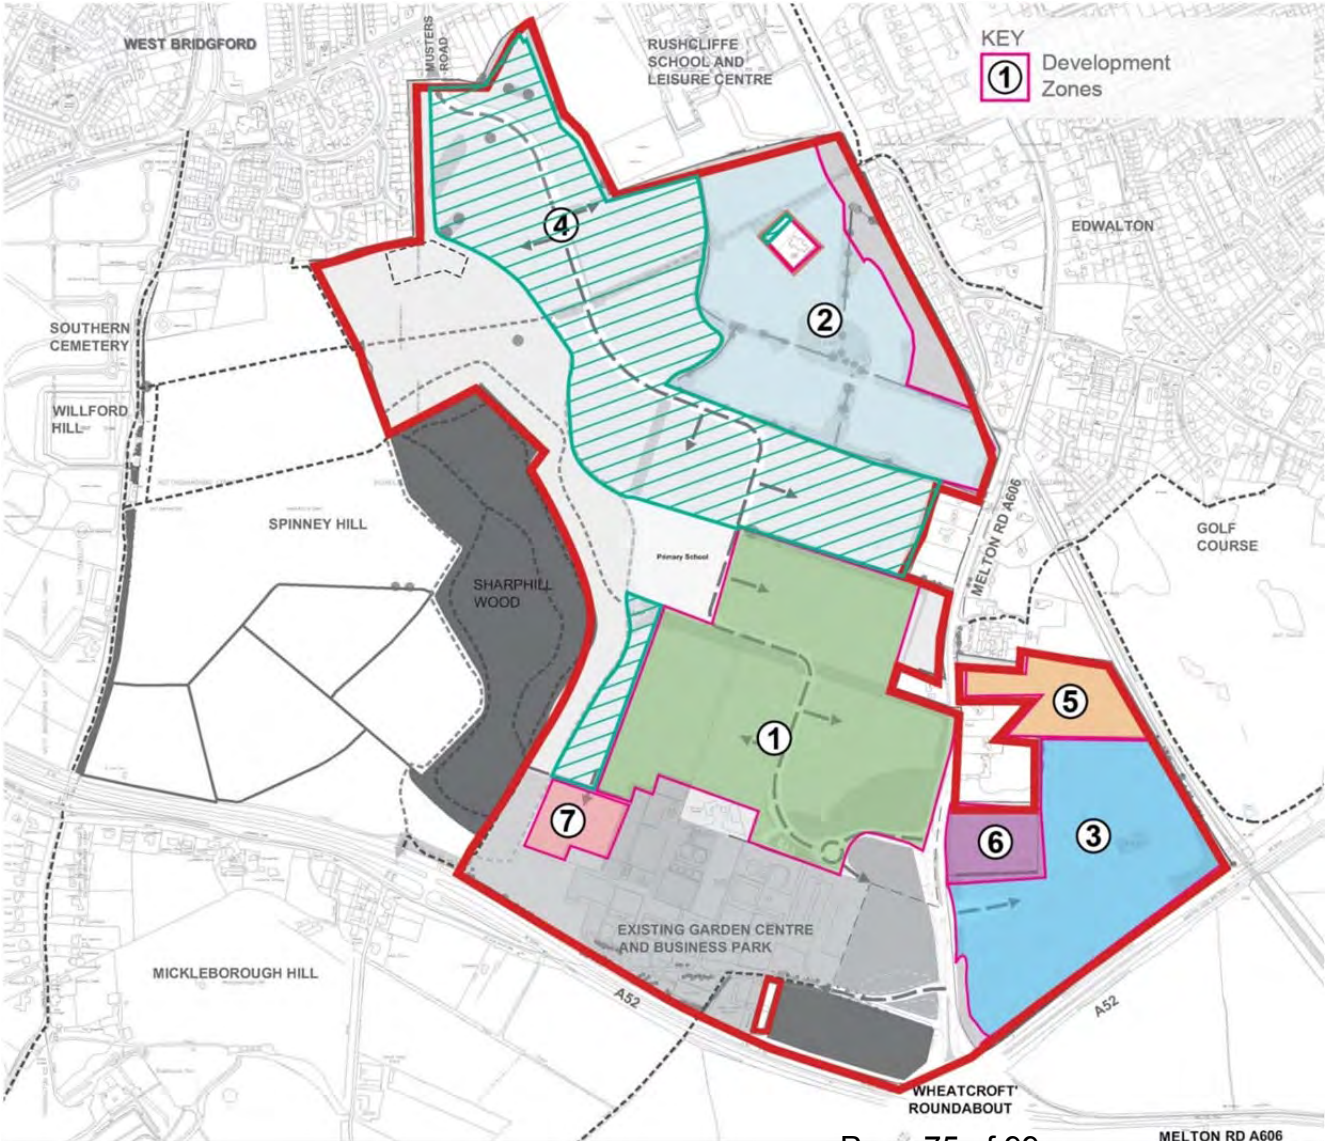 WEST BRIDGFORD
MUSTERS
ROAD
RUSHCLIFFE
SCHOOL AND
LEISURE CENTRE
KEY
1
Development
Zones
4
EDWALTON
2
SOUTHERN
CEMETERY
WILLFORD
HILL
SPINNEY HILL
MELTON RD A606
GOLF
COURSE
Primary School
SHARPHILL
WOOD
5
1
7
6
3
EXISTING GARDEN CENTRE
AND BUSINESS PARK
MICKLEBOROUGH HILL
A52
A52
'WHEATCROFT'
ROUNDABOUT
MELTON RD A606